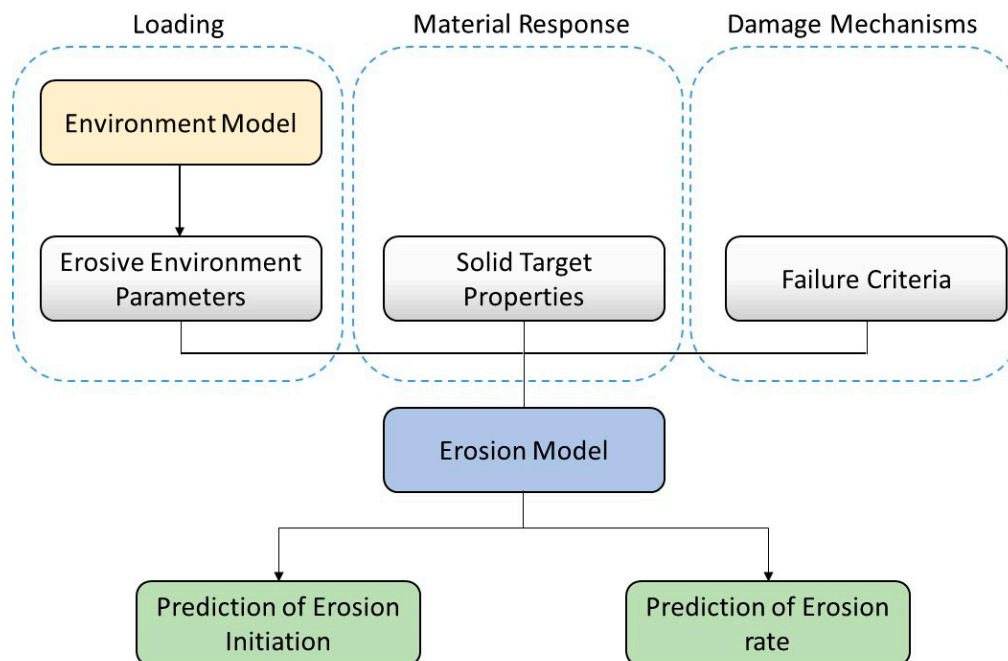 Loading
Material Response
Damage Mechanisms
Environment Model
Erosive Environment
Parameters
Solid Target
Properties
Failure Criteria
Erosion Model
Prediction of Erosion
Initiation
Prediction of Erosion
rate